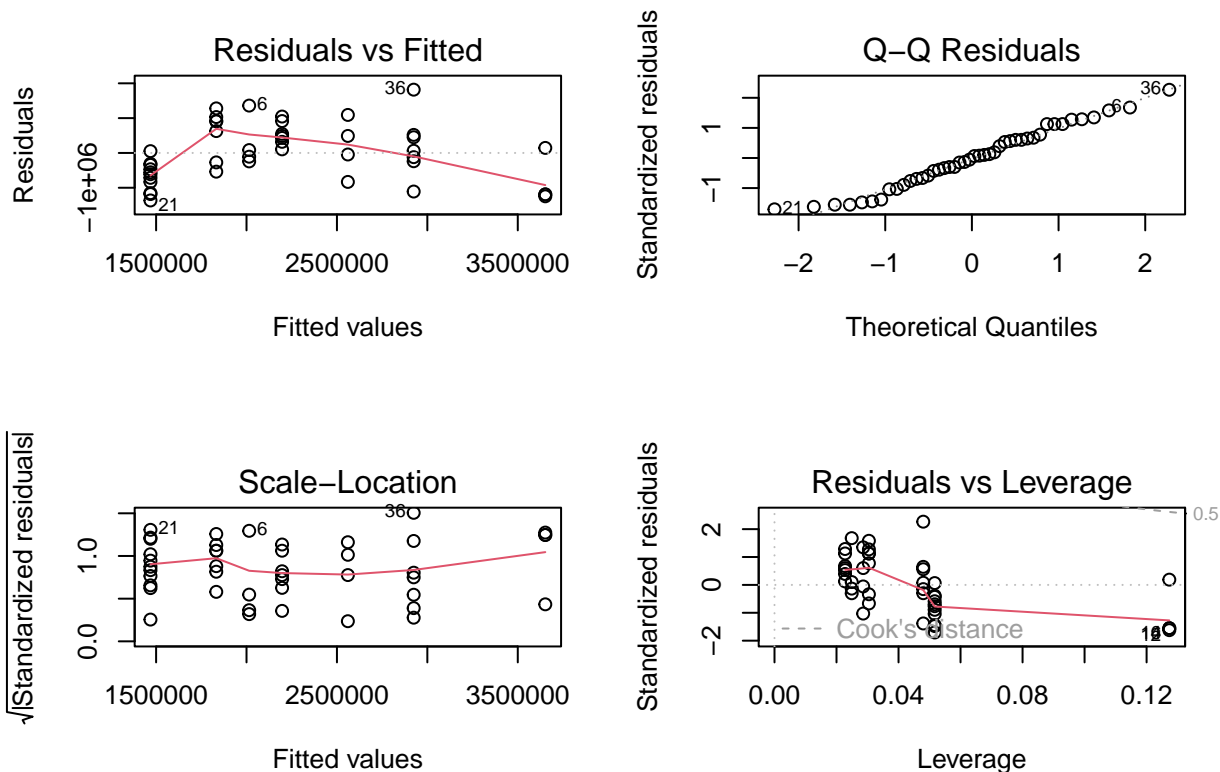 Residuals vs Fitted
Residuals
−1e+06
36
6
21
1500000 2500000 3500000
Fitted values
Q−Q Residuals
Standardized residuals
−1 1
36
6
21
−2 −1 0 1 2
Theoretical Quantiles
Scale−Location
√|Standardized residuals|
0.0 1.0
36
21
6
1500000 2500000 3500000
Fitted values
Residuals vs Leverage
Standardized residuals
−2 0 2
0.5
Cook's distance
0.00 0.04 0.08 0.12
Leverage